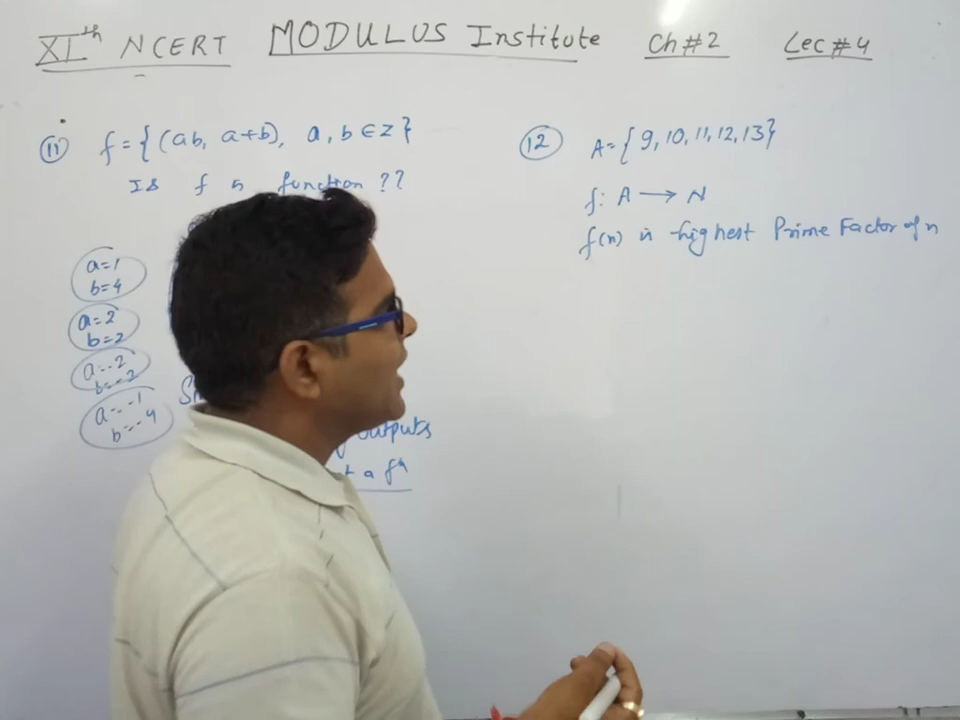 XIth NCERT MODULUS Institute Ch#2 Lec#4
11 f = { (ab, a+b), a, b ∈ Z }
Is f a function ??
a=1
b=4
a=2
b=2
a=-2
b=-2
a=-1
b=-4
outputs
a fn
12 A = { 9, 10, 11, 12, 13 }
f: A → N
f(n) is highest Prime Factor of n